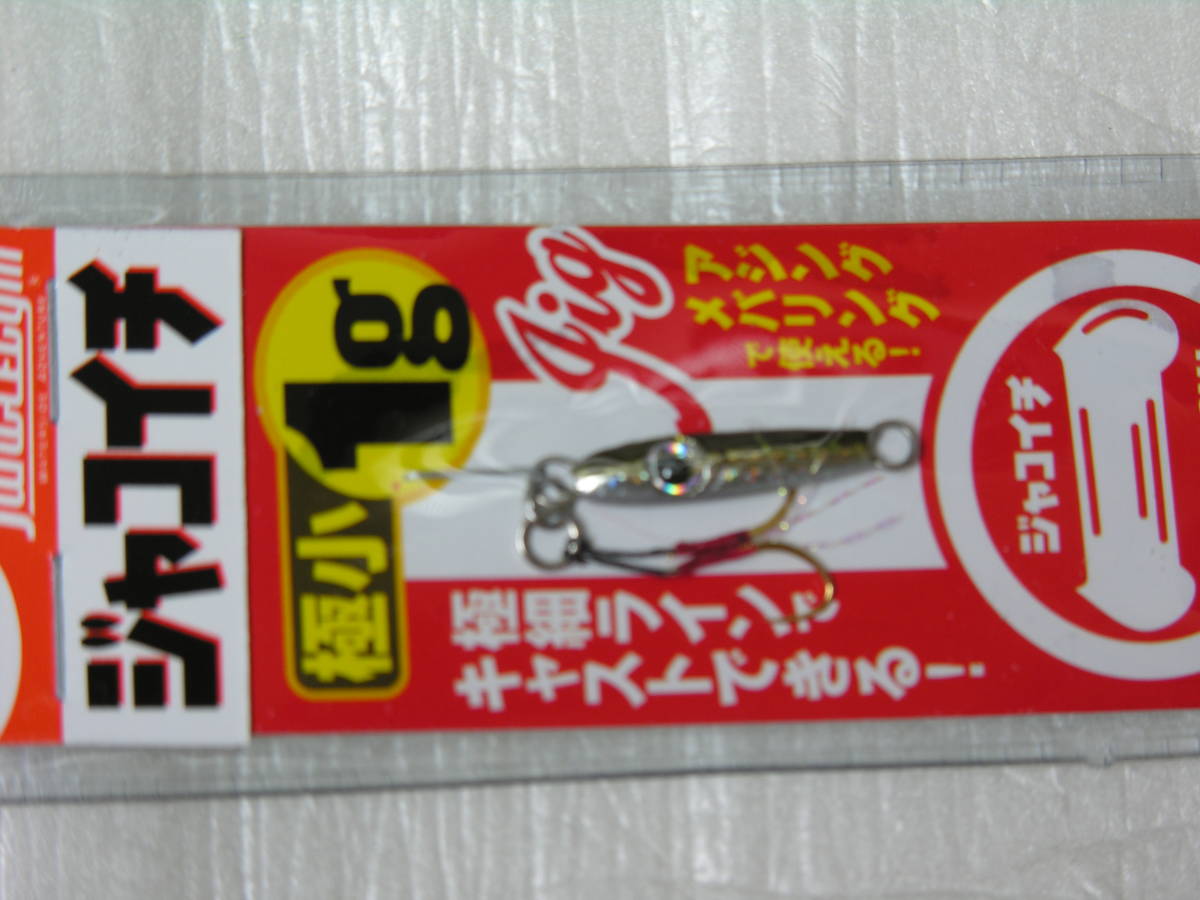 ジャコイチ
極小1g
Jig
アジング
メバリング
で使える!
極細ラインで
キャストできる!
ジャコイチ